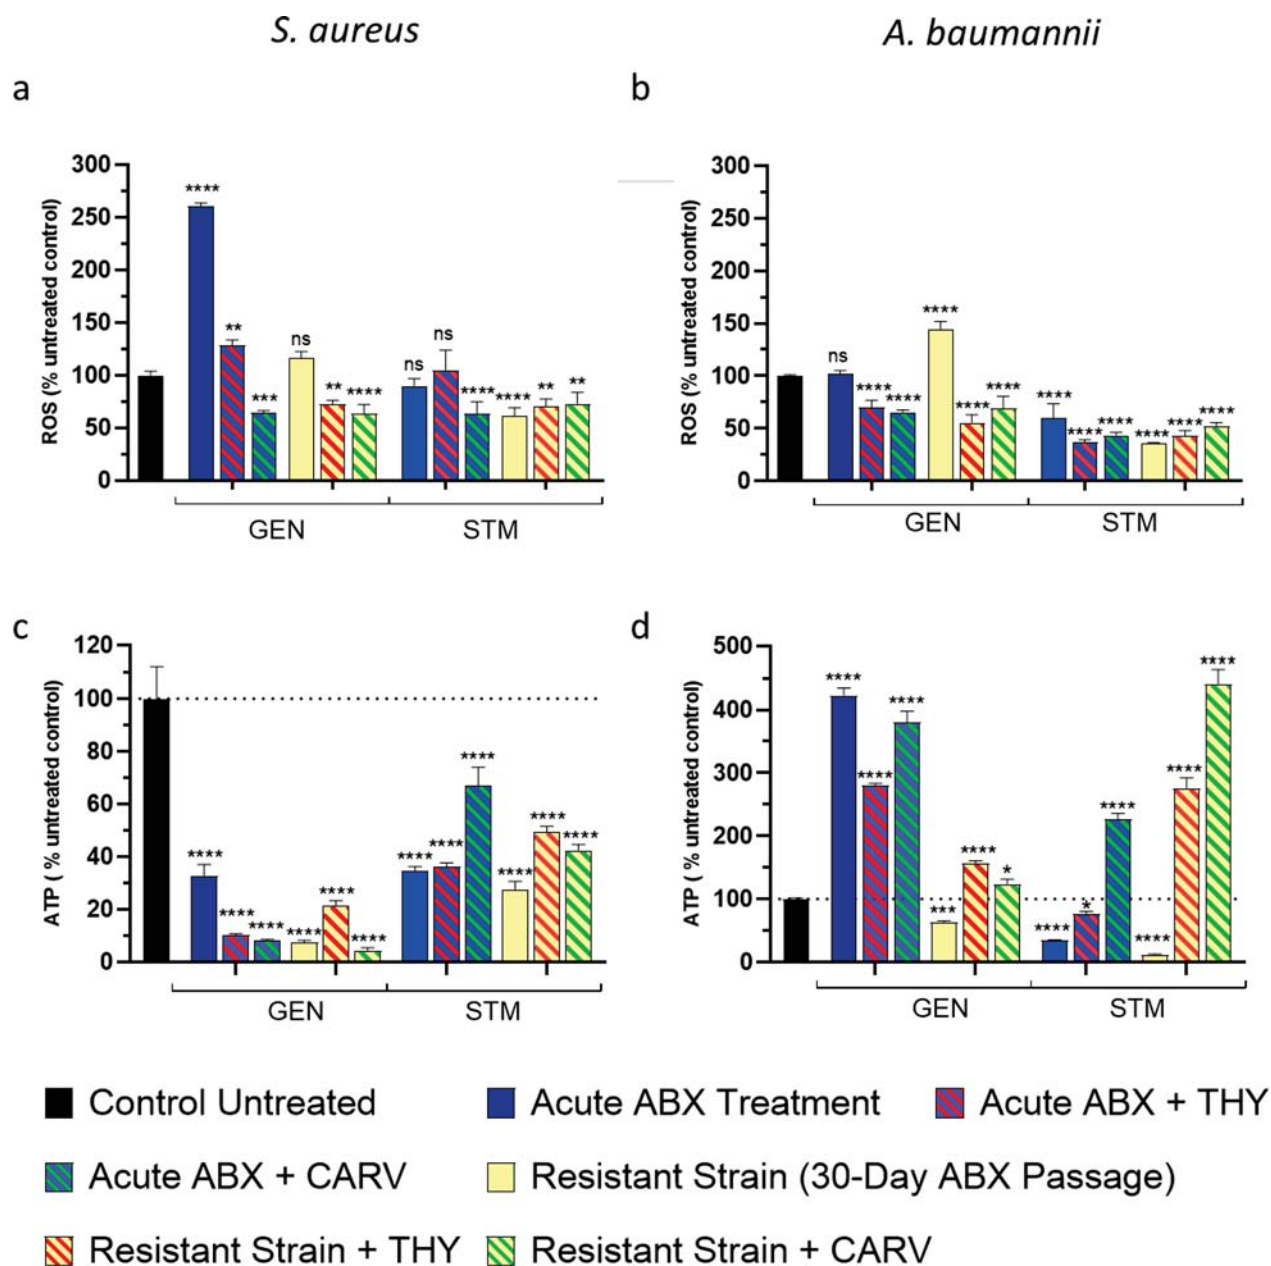 S. aureus
A. baumannii
a
b
300
250
200
150
100
50
0
ROS (% untreated control)
****
**
***
ns
**
****
ns
ns
****
****
**
**
GEN
STM
300
250
200
150
100
50
0
ROS (% untreated control)
ns
****
****
****
****
****
****
****
****
****
****
****
GEN
STM
c
d
120
100
80
60
40
20
0
ATP ( % untreated control)
****
****
****
****
****
****
****
****
****
****
****
****
GEN
STM
500
400
300
200
100
0
ATP ( % untreated control)
****
****
****
***
****
*
****
*
****
****
****
****
GEN
STM
Control Untreated
Acute ABX Treatment
Acute ABX + THY
Acute ABX + CARV
Resistant Strain (30-Day ABX Passage)
Resistant Strain + THY
Resistant Strain + CARV